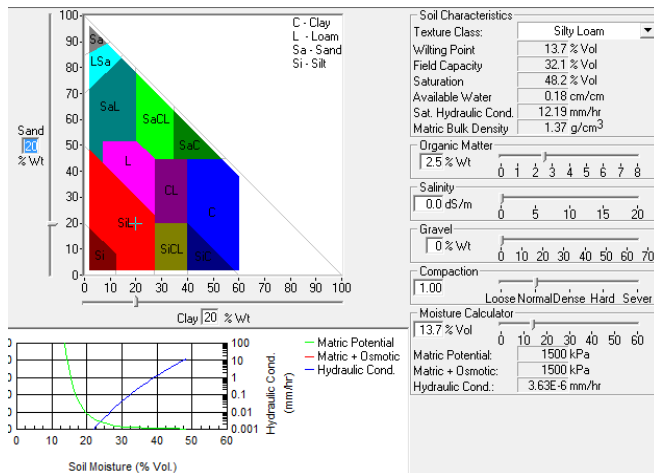 100
90
80
70
60
50
40
30
20
10
0
Sand
20
% Wt
Sa
LSa
SaL
SaCL
SaC
L
CL
C
SiL
SiCL
Si
SiC
C - Clay
L - Loam
Sa - Sand
Si - Silt
0 10 20 30 40 50 60 70 80 90 100
Clay 20 % Wt
Soil Characteristics
Texture Class: Silty Loam
Wilting Point 13.7 % Vol
Field Capacity 32.1 % Vol
Saturation 48.2 % Vol
Available Water 0.18 cm/cm
Sat. Hydraulic Cond. 12.19 mm/hr
Matric Bulk Density 1.37 g/cm3
Organic Matter
2.5 % Wt
0 1 2 3 4 5 6 7 8
Salinity
0.0 dS/m
0 5 10 15 20
Gravel
0 % Wt
0 10 20 30 40 50 60 70
Compaction
1.00
Loose Normal Dense Hard Sever
Moisture Calculator
13.7 % Vol
0 10 20 30 40 50 60
Matric Potential: 1500 kPa
Matric + Osmotic: 1500 kPa
Hydraulic Cond.: 3.63E-6 mm/hr
100
10
1
0.1
0.01
0.001
Hydraulic Cond.
(mm/hr)
Matric Potential
Matric + Osmotic
Hydraulic Cond.
0 10 20 30 40 50 60
Soil Moisture (% Vol.)